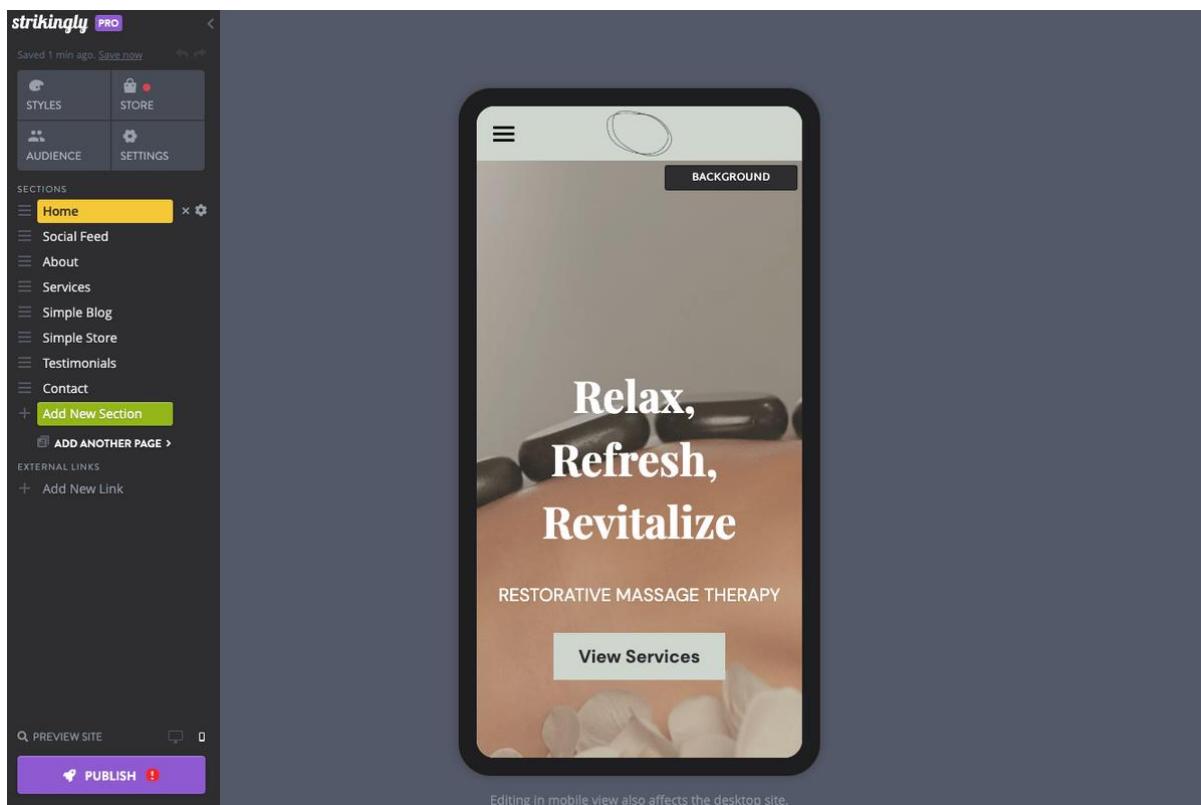 strikingly PRO
Saved 1 min ago. Save now
STYLES
STORE
AUDIENCE
SETTINGS
SECTIONS
Home
Social Feed
About
Services
Simple Blog
Simple Store
Testimonials
Contact
Add New Section
ADD ANOTHER PAGE >
EXTERNAL LINKS
Add New Link
PREVIEW SITE
PUBLISH
BACKGROUND
Relax,
Refresh,
Revitalize
RESTORATIVE MASSAGE THERAPY
View Services
Editing in mobile view also affects the desktop site.